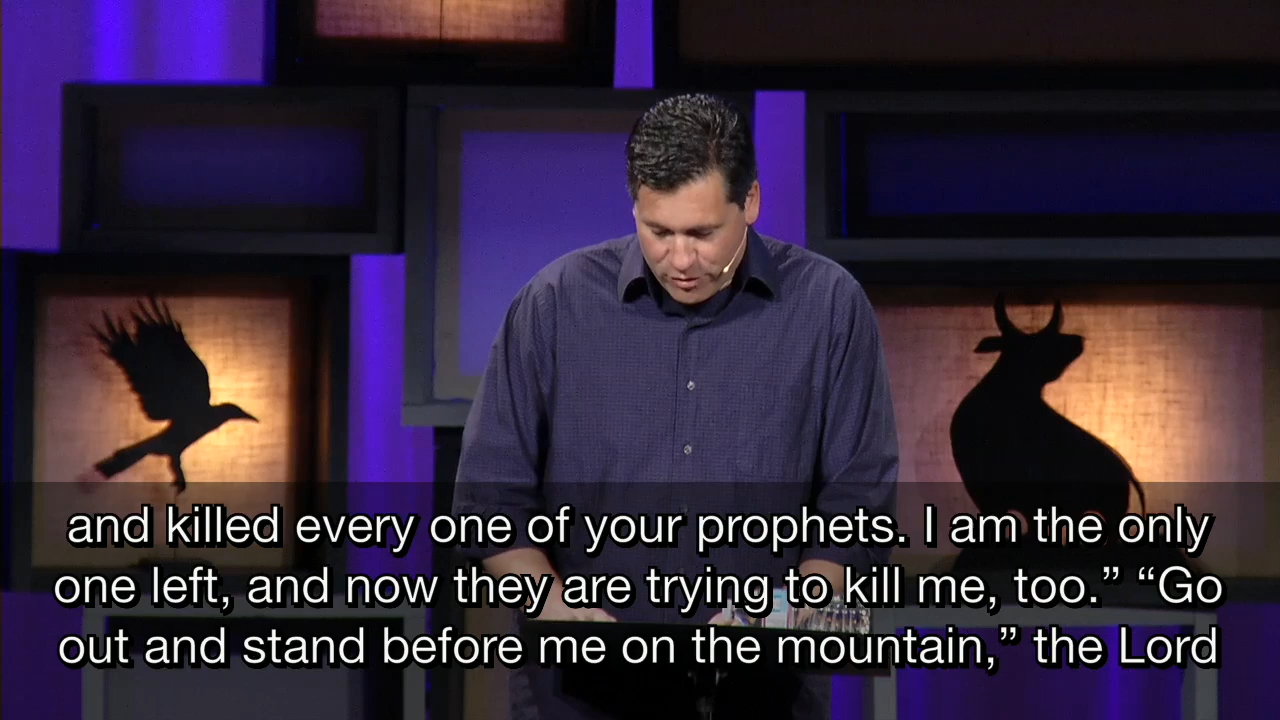 and killed every one of your prophets. I am the only
one left, and now they are trying to kill me, too.” “Go
out and stand before me on the mountain,” the Lord